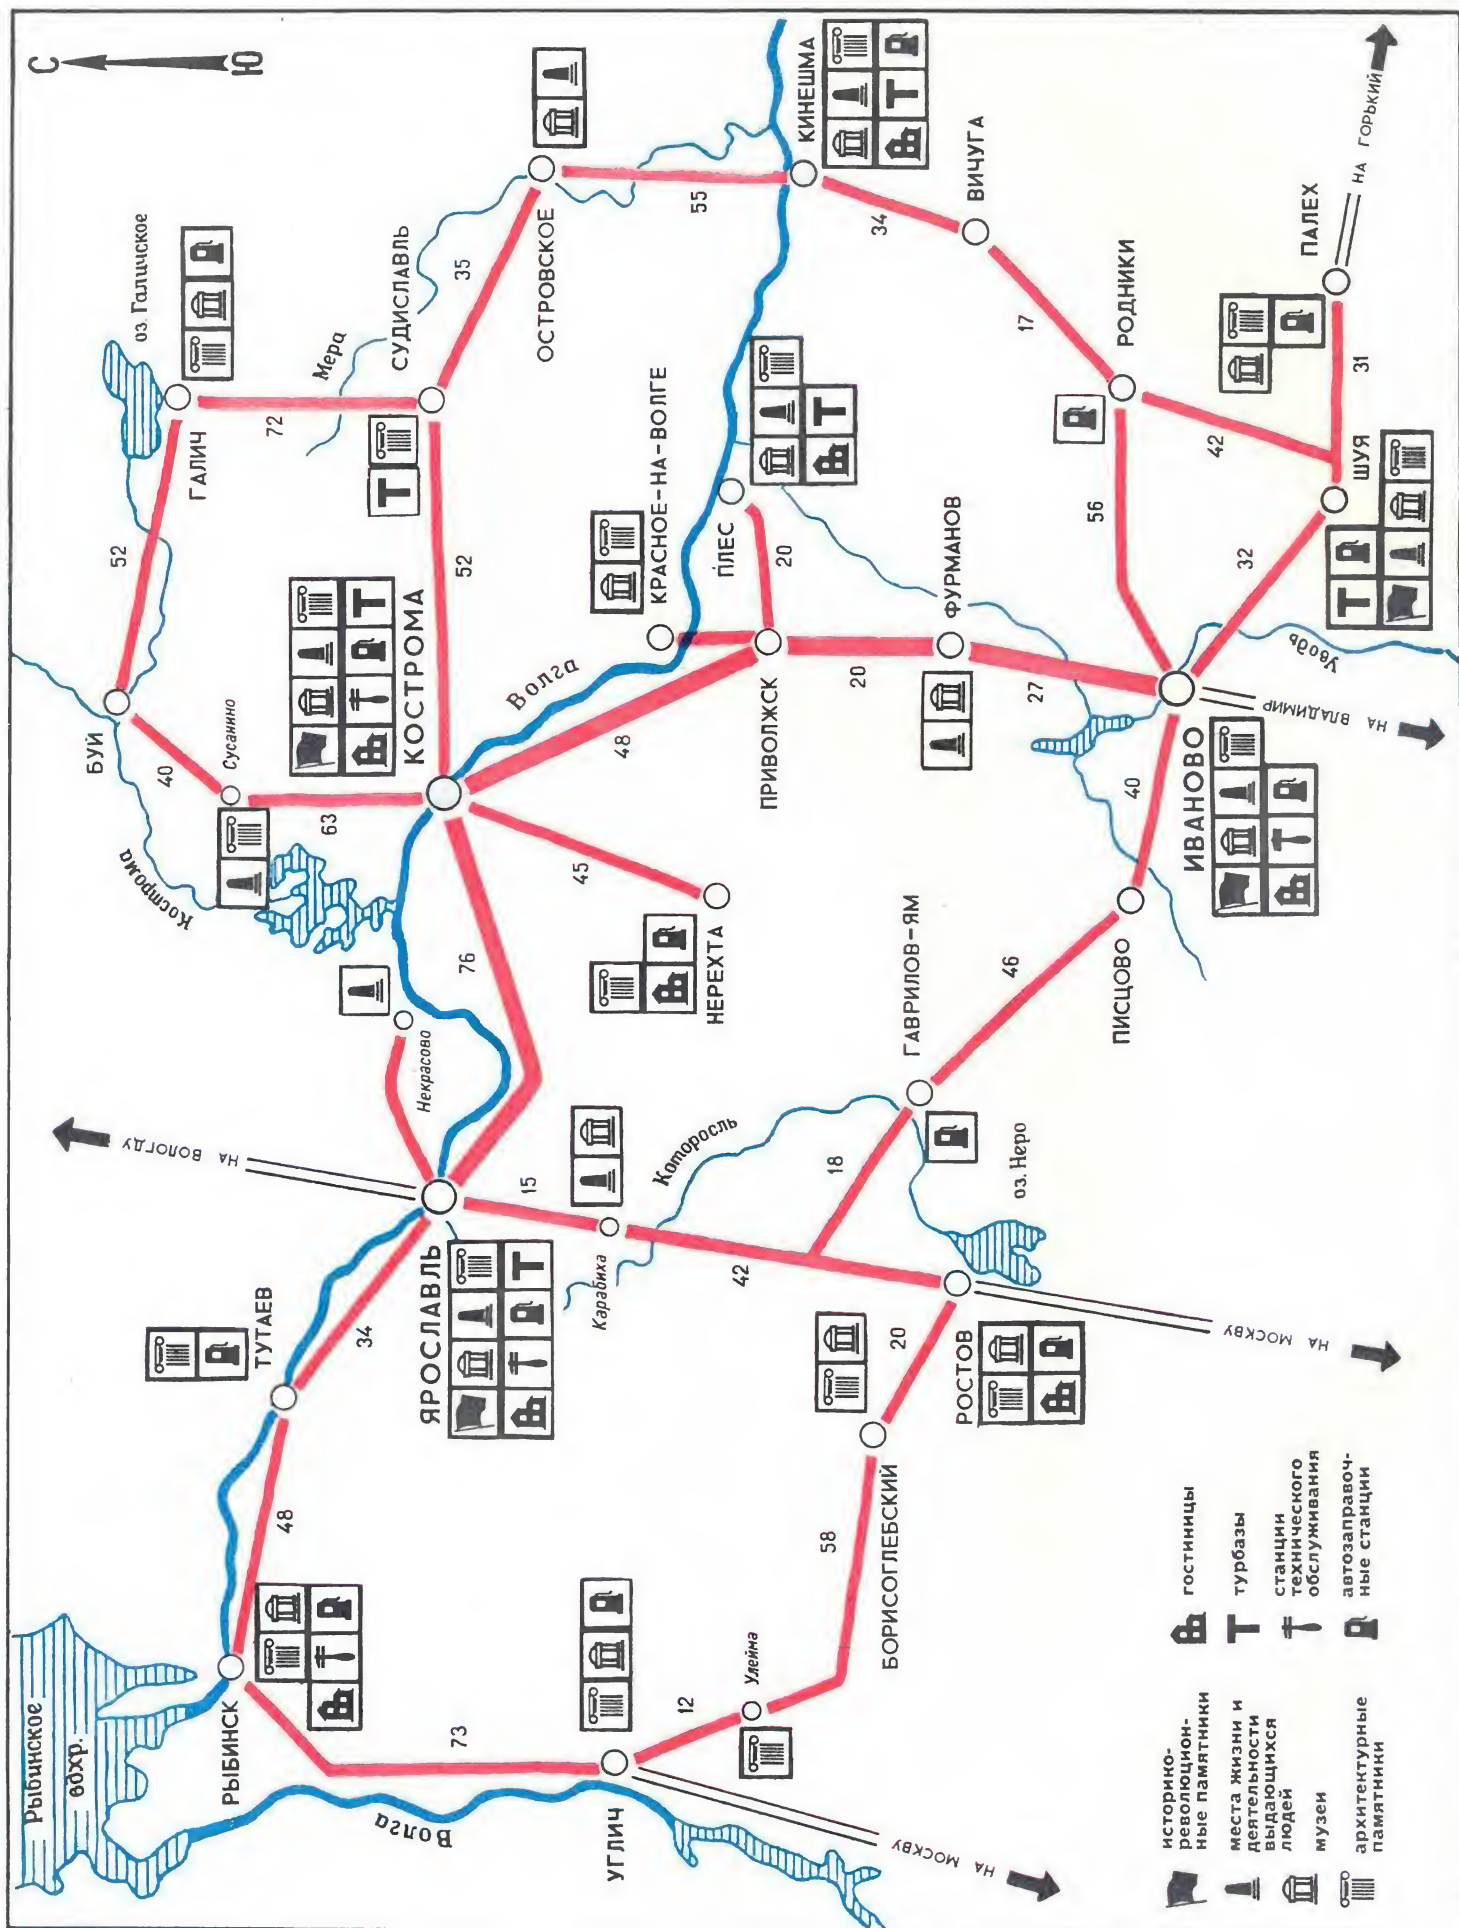 С
Ю
Рыбинское
вдхр.
РЫБИНСК
48
ТУТАЕВ
34
НА ВОЛОГДУ
Некрасово
ЯРОСЛАВЛЬ
73
Волга
УГЛИЧ
12
Улейма
58
БОРИСОГЛЕБСКИЙ
20
РОСТОВ
42
Карабиха
15
Которосль
18
ГАВРИЛОВ-ЯМ
оз. Неро
НА МОСКВУ
НА МОСКВУ
76
Кострома
БУЙ
40
Сусанино
63
52
ГАЛИЧ
оз. Галичское
72
Мера
СУДИСЛАВЛЬ
35
ОСТРОВСКОЕ
КОСТРОМА
52
Волга
45
НЕРЕХТА
48
КРАСНОЕ-НА-ВОЛГЕ
ПЛЕС
20
ПРИВОЛЖСК
20
ФУРМАНОВ
27
55
КИНЕШМА
34
ВИЧУГА
17
РОДНИКИ
56
42
46
ПИСЦОВО
40
ИВАНОВО
Уводь
НА ВЛАДИМИР
32
ШУЯ
31
ПАЛЕХ
НА ГОРЬКИЙ
историко-
революцион-
ные памятники
места жизни и
деятельности
выдающихся
людей
музеи
архитектурные
памятники
гостиницы
турбазы
станции
технического
обслуживания
автозаправоч-
ные станции